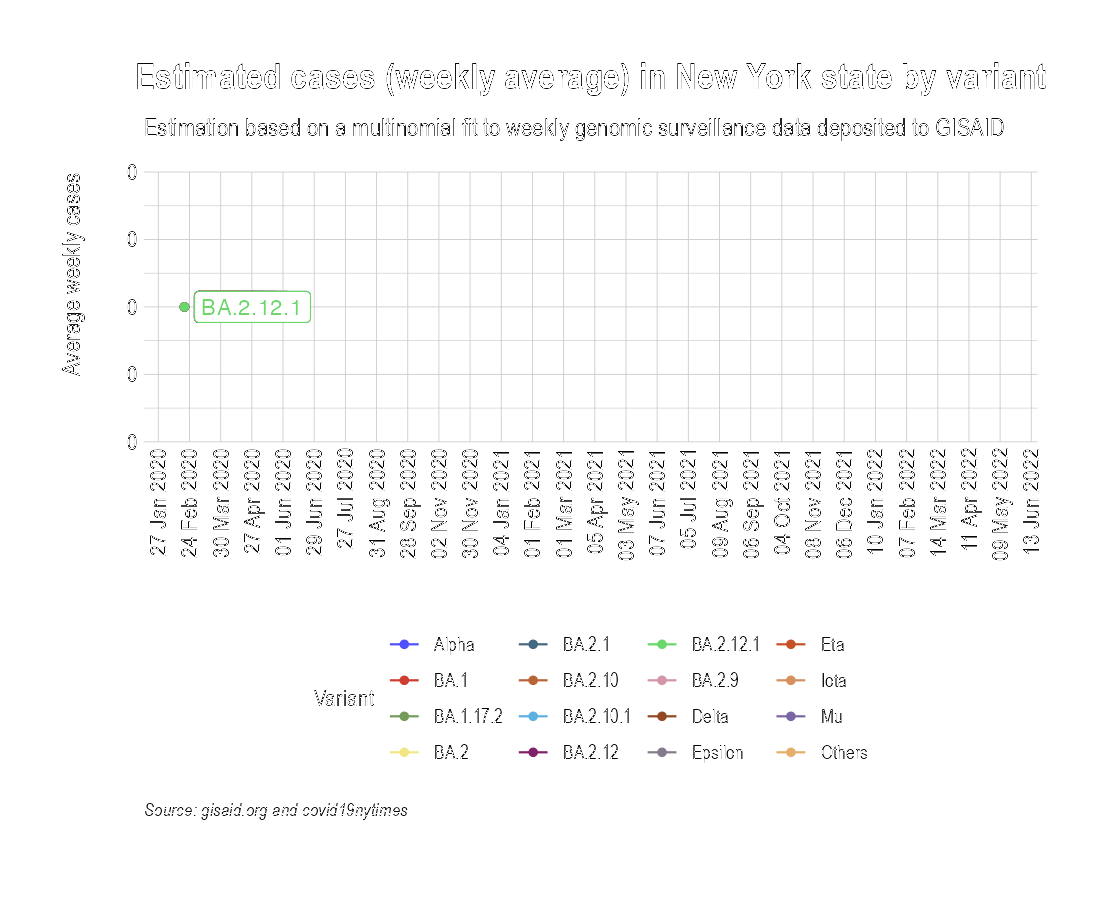 Estimated cases (weekly average) in New York state by variant
Estimation based on a multinomial fit to weekly genomic surveillance data deposited to GISAID
Average weekly cases
0
0
0
0
0
BA.2.12.1
27 Jan 2020
24 Feb 2020
30 Mar 2020
27 Apr 2020
01 Jun 2020
29 Jun 2020
27 Jul 2020
31 Aug 2020
28 Sep 2020
02 Nov 2020
30 Nov 2020
04 Jan 2021
01 Feb 2021
01 Mar 2021
05 Apr 2021
03 May 2021
07 Jun 2021
05 Jul 2021
09 Aug 2021
06 Sep 2021
04 Oct 2021
08 Nov 2021
06 Dec 2021
10 Jan 2022
07 Feb 2022
14 Mar 2022
11 Apr 2022
09 May 2022
13 Jun 2022
Variant
Alpha
BA.1
BA.1.17.2
BA.2
BA.2.1
BA.2.10
BA.2.10.1
BA.2.12
BA.2.12.1
BA.2.9
Delta
Epsilon
Eta
Iota
Mu
Others
Source: gisaid.org and covid19nytimes